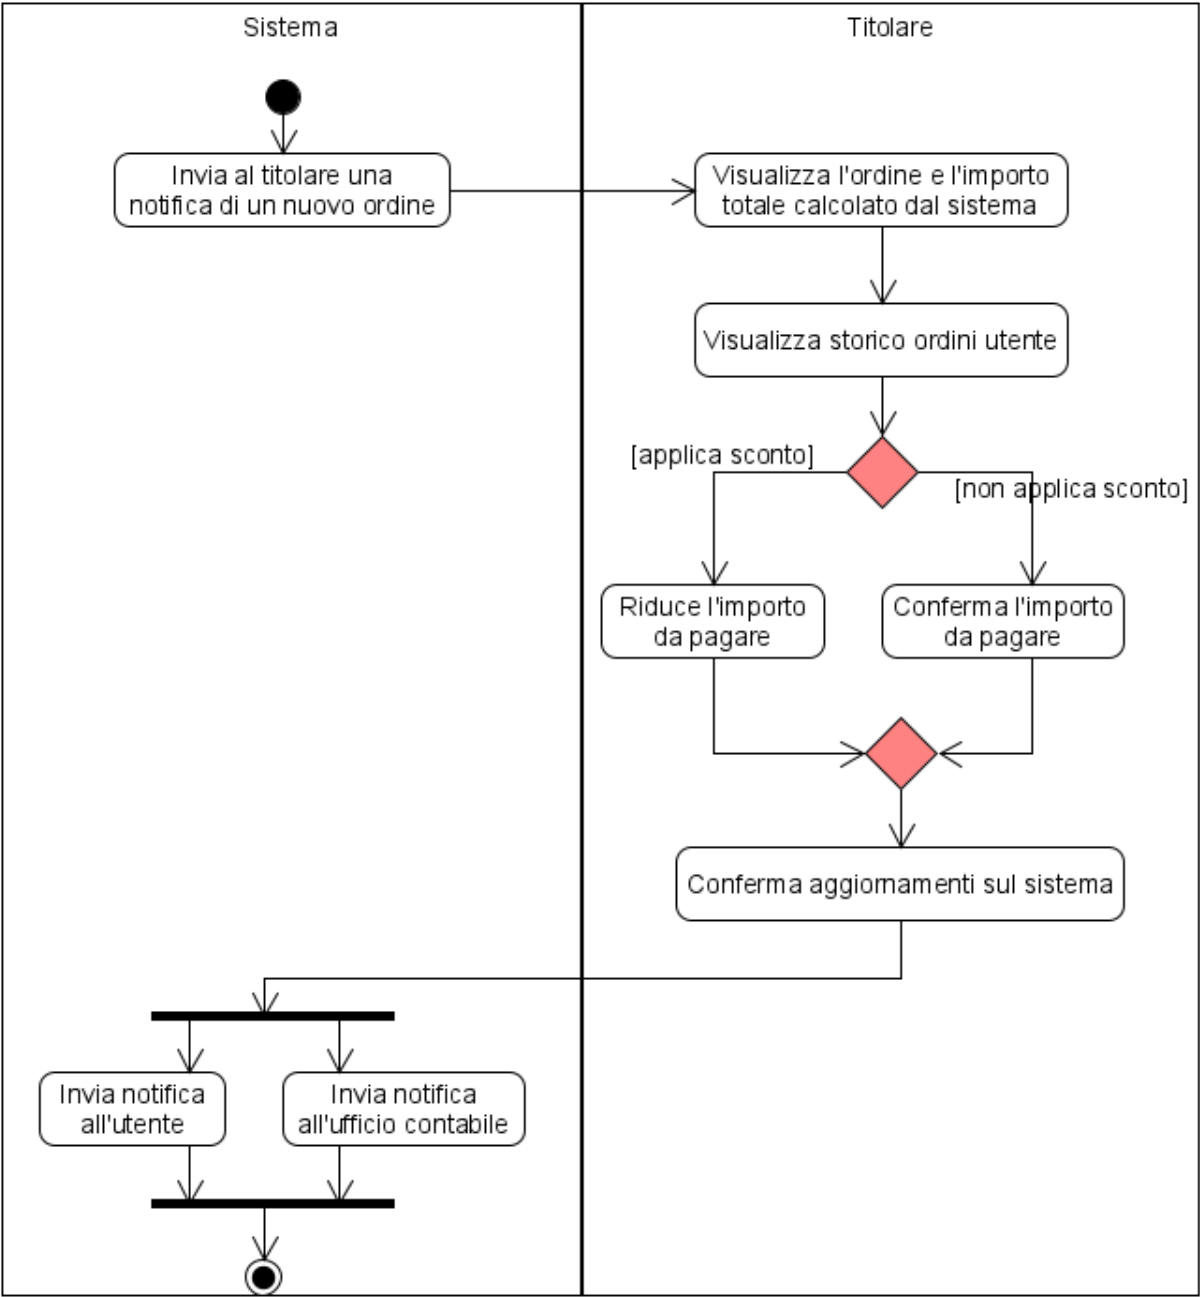 Sistema
Titolare
Invia al titolare una
notifica di un nuovo ordine
Visualizza l'ordine e l'importo
totale calcolato dal sistema
Visualizza storico ordini utente
[applica sconto]
[non applica sconto]
Riduce l'importo
da pagare
Conferma l'importo
da pagare
Conferma aggiornamenti sul sistema
Invia notifica
all'utente
Invia notifica
all'ufficio contabile